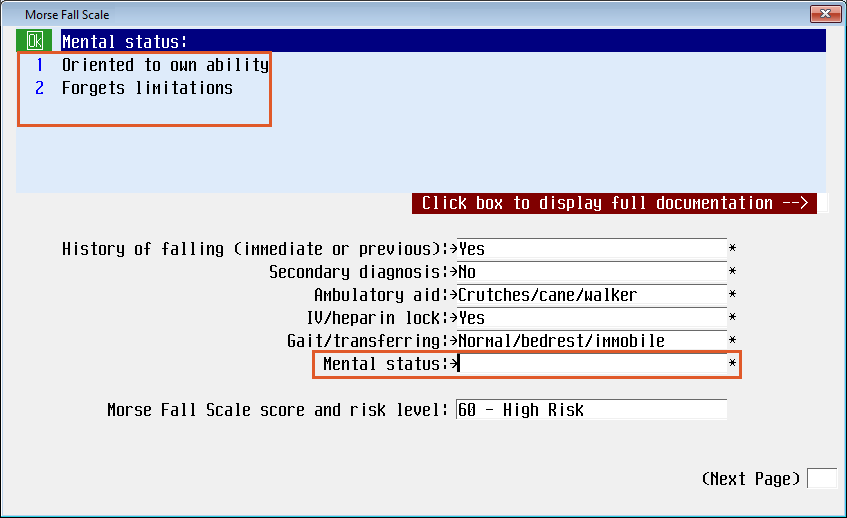 Morse Fall Scale
Ok Mental status:
1 Oriented to own ability
2 Forgets limitations
Click box to display full documentation -->
History of falling (immediate or previous):→Yes *
Secondary diagnosis:→No *
Ambulatory aid:→Crutches/cane/walker *
IV/heparin lock:→Yes *
Gait/transferring:→Normal/bedrest/immobile *
Mental status:→ *
Morse Fall Scale score and risk level: 60 - High Risk
(Next Page)